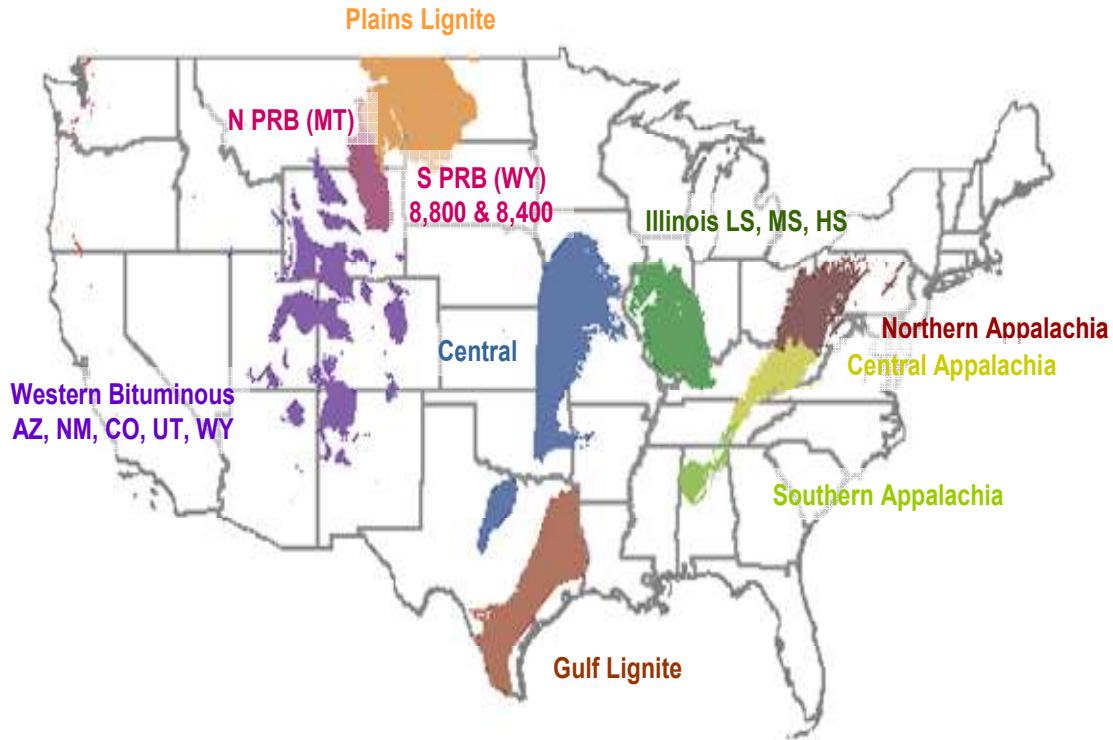 Plains Lignite
N PRB (MT)
S PRB (WY)
8,800 & 8,400
Illinois LS, MS, HS
Northern Appalachia
Central
Central Appalachia
Western Bituminous
AZ, NM, CO, UT, WY
Southern Appalachia
Gulf Lignite